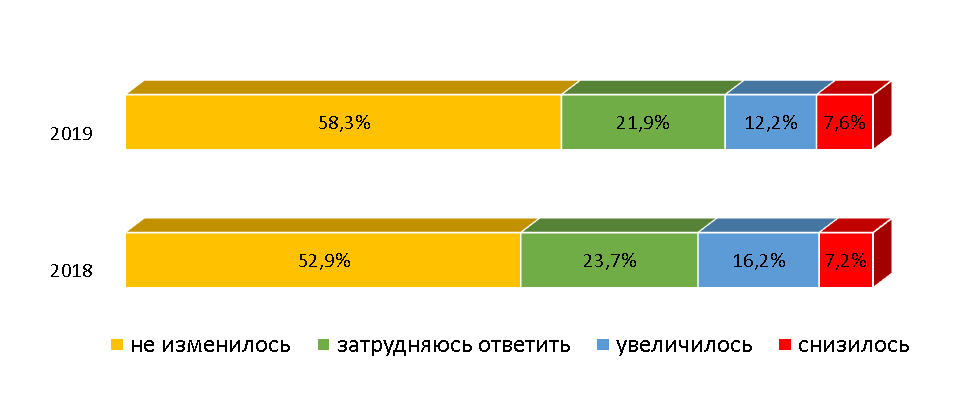 2019 58,3% 21,9% 12,2% 7,6%
2018 52,9% 23,7% 16,2% 7,2%
не изменилось затрудняюсь ответить увеличилось снизилось